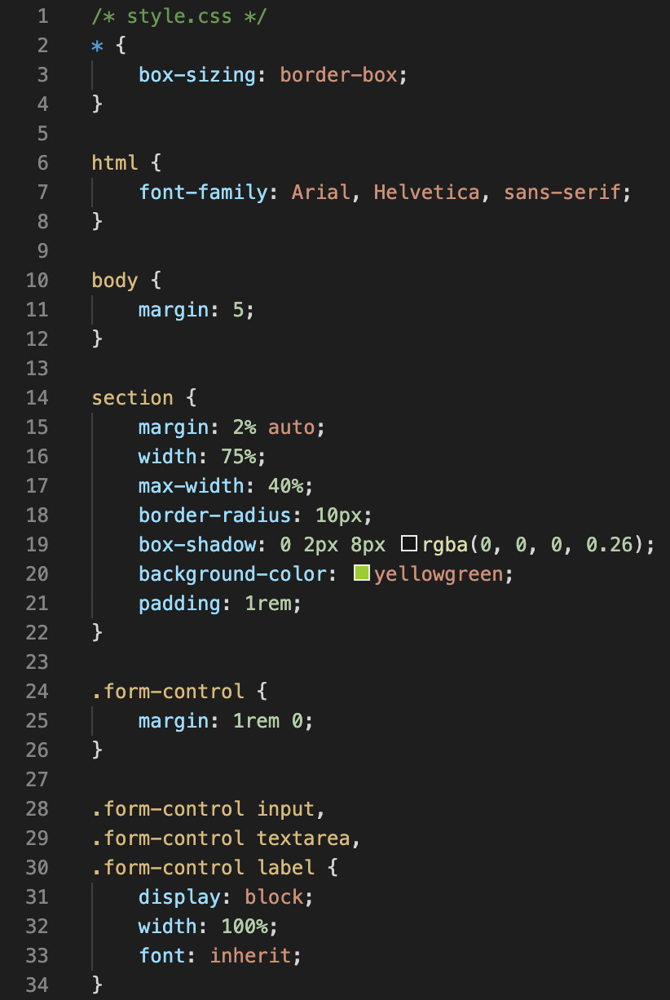 1 /* style.css */
2 * {
3     box-sizing: border-box;
4 }
5
6 html {
7     font-family: Arial, Helvetica, sans-serif;
8 }
9
10 body {
11     margin: 5;
12 }
13
14 section {
15     margin: 2% auto;
16     width: 75%;
17     max-width: 40%;
18     border-radius: 10px;
19     box-shadow: 0 2px 8px rgba(0, 0, 0, 0.26);
20     background-color: yellowgreen;
21     padding: 1rem;
22 }
23
24 .form-control {
25     margin: 1rem 0;
26 }
27
28 .form-control input,
29 .form-control textarea,
30 .form-control label {
31     display: block;
32     width: 100%;
33     font: inherit;
34 }